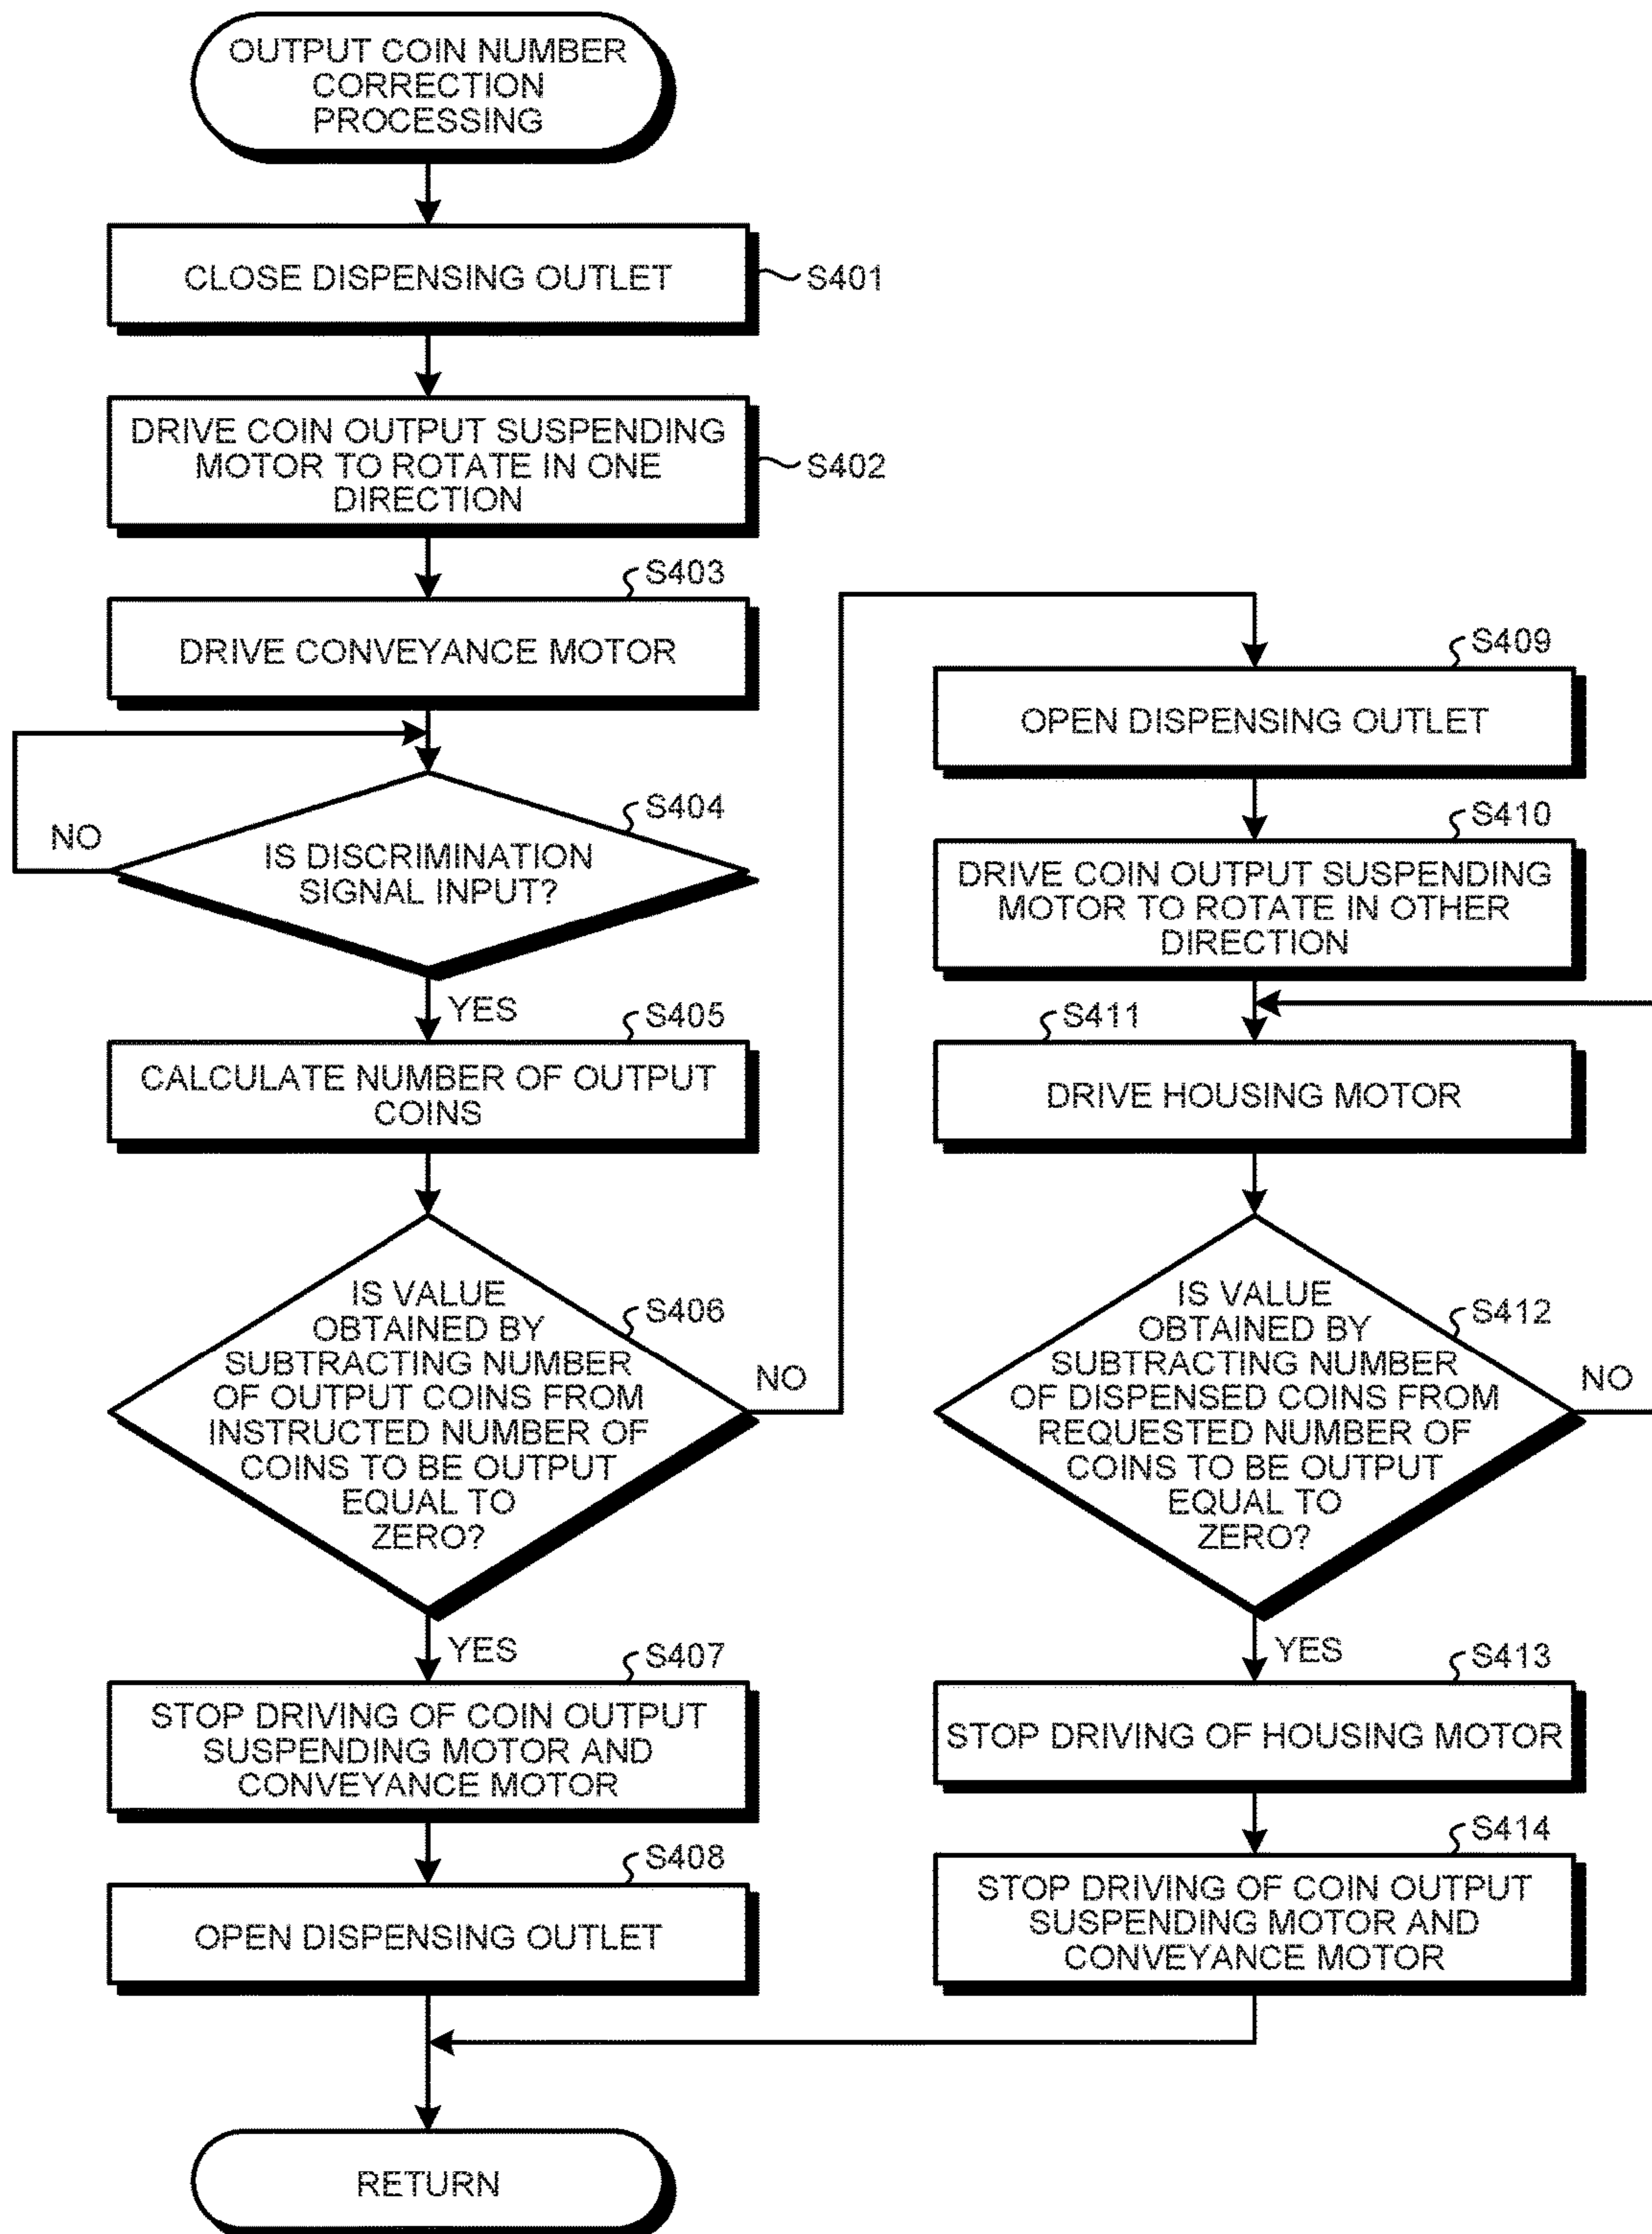 OUTPUT COIN NUMBER
CORRECTION
PROCESSING
CLOSE DISPENSING OUTLET
S401
DRIVE COIN OUTPUT SUSPENDING
MOTOR TO ROTATE IN ONE
DIRECTION
S402
S403
DRIVE CONVEYANCE MOTOR
S404
NO
IS DISCRIMINATION
SIGNAL INPUT?
YES
S405
CALCULATE NUMBER OF OUTPUT
COINS
S406
IS VALUE
OBTAINED BY
SUBTRACTING NUMBER
OF OUTPUT COINS FROM
INSTRUCTED NUMBER OF
COINS TO BE OUTPUT
EQUAL TO
ZERO?
NO
YES
S407
STOP DRIVING OF COIN OUTPUT
SUSPENDING MOTOR AND
CONVEYANCE MOTOR
S408
OPEN DISPENSING OUTLET
S409
OPEN DISPENSING OUTLET
S410
DRIVE COIN OUTPUT SUSPENDING
MOTOR TO ROTATE IN OTHER
DIRECTION
S411
DRIVE HOUSING MOTOR
S412
IS VALUE
OBTAINED BY
SUBTRACTING NUMBER
OF DISPENSED COINS FROM
REQUESTED NUMBER OF
COINS TO BE OUTPUT
EQUAL TO
ZERO?
NO
YES
S413
STOP DRIVING OF HOUSING MOTOR
S414
STOP DRIVING OF COIN OUTPUT
SUSPENDING MOTOR AND
CONVEYANCE MOTOR
RETURN